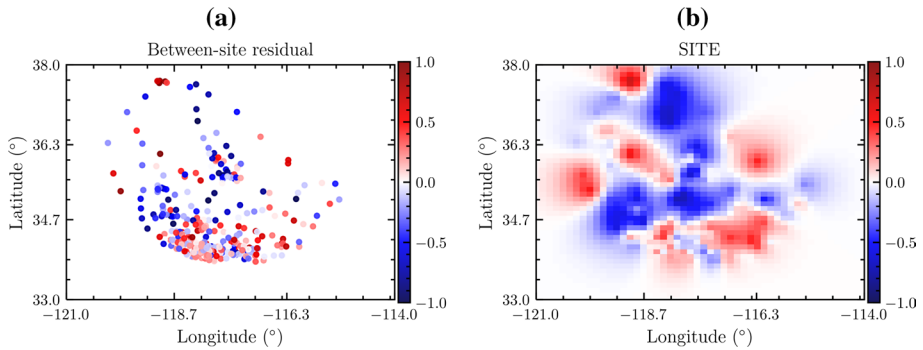 (a) (b)
Between-site residual SITE
38.0 1.0 38.0 1.0
36.3 0.5 36.3 0.5
Latitude (°) 0.0 Latitude (°) 0.0
34.7 −0.5 34.7 −0.5
33.0 −1.0 33.0 −1.0
−121.0 −118.7 −116.3 −114.0 −121.0 −118.7 −116.3 −114.0
Longitude (°) Longitude (°)